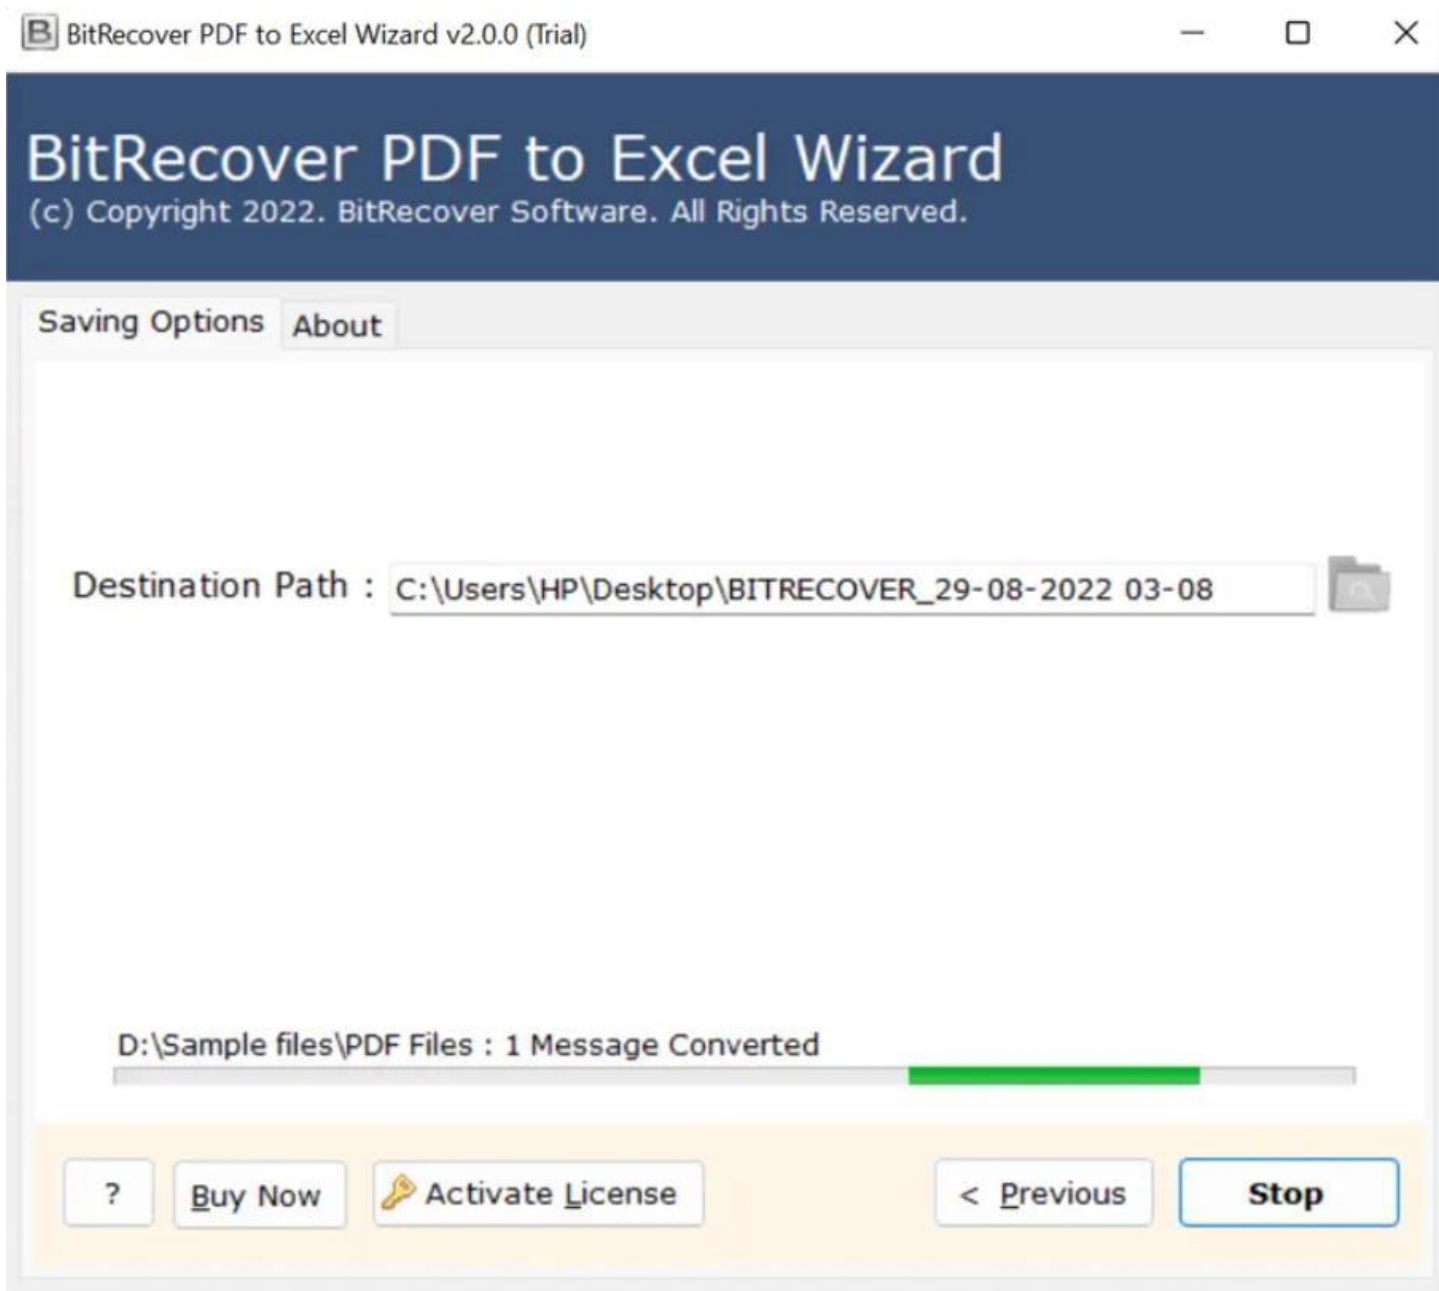 B BitRecover PDF to Excel Wizard v2.0.0 (Trial)
BitRecover PDF to Excel Wizard
(c) Copyright 2022. BitRecover Software. All Rights Reserved.
Saving Options About
Destination Path : C:\Users\HP\Desktop\BITRECOVER_29-08-2022 03-08
D:\Sample files\PDF Files : 1 Message Converted
? Buy Now Activate License < Previous Stop